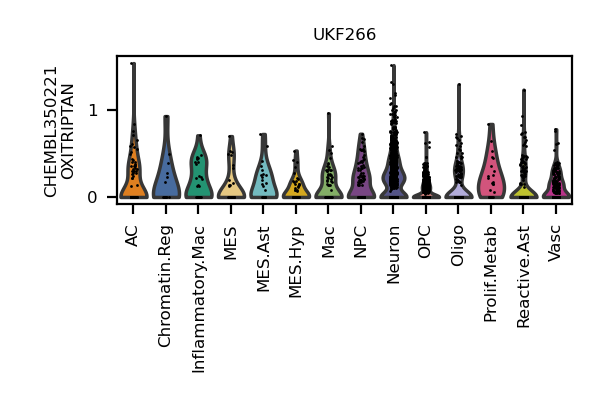 UKF266
CHEMBL350221
OXITRIPTAN
1
0
AC
Chromatin.Reg
Inflammatory.Mac
MES
MES.Ast
MES.Hyp
Mac
NPC
Neuron
OPC
Oligo
Prolif.Metab
Reactive.Ast
Vasc